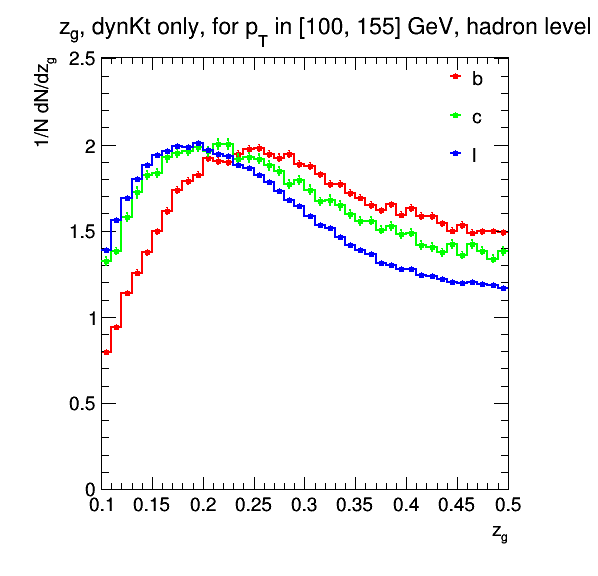 z_g, dynKt only, for p_T in [100, 155] GeV, hadron level
1/N dN/dz_g
2.5
2
1.5
1
0.5
0
b
c
l
0.1 0.15 0.2 0.25 0.3 0.35 0.4 0.45 0.5
z_g